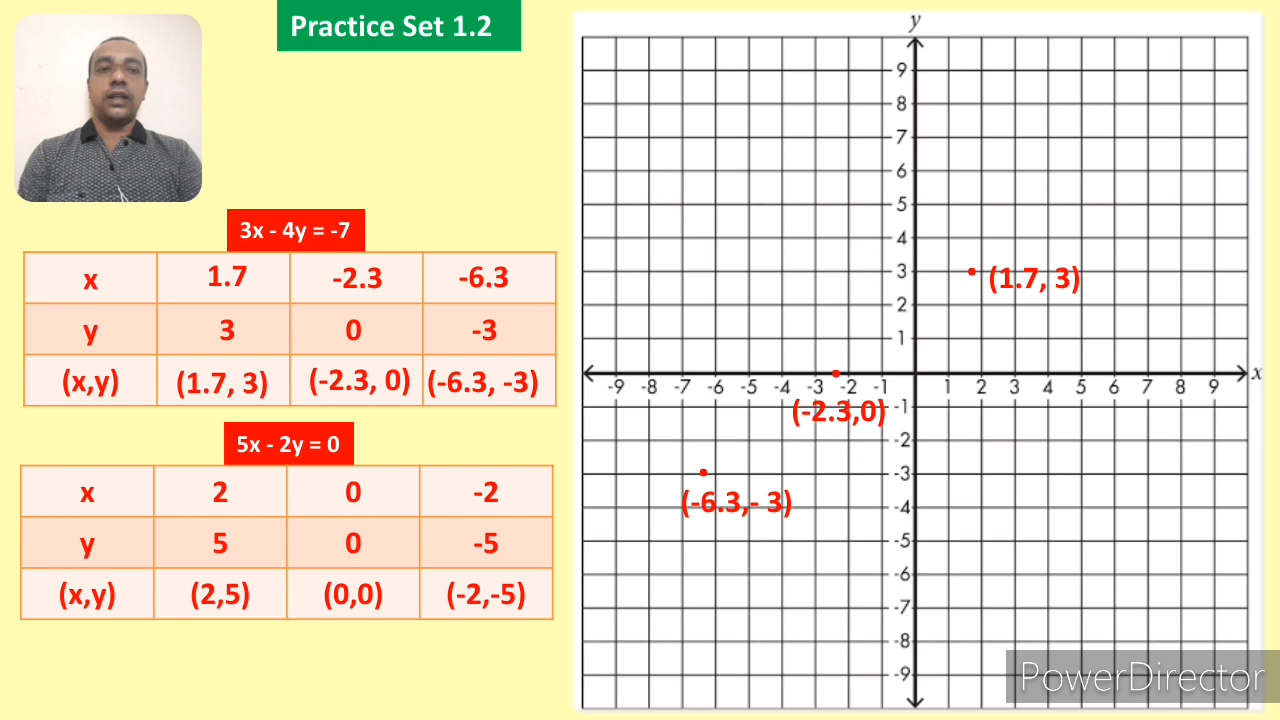 Practice Set 1.2
3x - 4y = -7
x 1.7 -2.3 -6.3
y 3 0 -3
(x,y) (1.7, 3) (-2.3, 0) (-6.3, -3)
5x - 2y = 0
x 2 0 -2
y 5 0 -5
(x,y) (2,5) (0,0) (-2,-5)
y
9
8
7
6
5
4
3 (1.7, 3)
2
1
x
-9 -8 -7 -6 -5 -4 -3 -2 -1 1 2 3 4 5 6 7 8 9
(-2.3,0) -1
-2
-3
(-6.3,- 3) -4
-5
-6
-7
-8
-9
PowerDirector